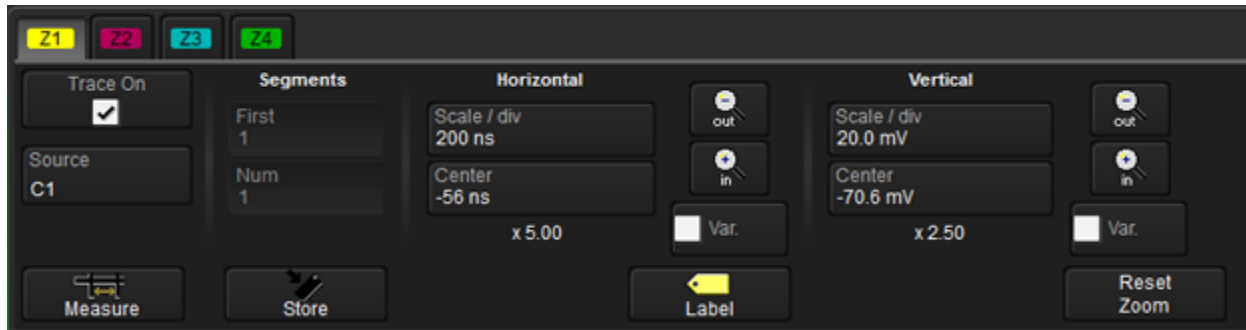 Z1 Z2 Z3 Z4
Trace On
Source
C1
Segments
First
1
Num
1
Horizontal
Scale / div
200 ns
Center
-56 ns
x 5.00
out
in
Var.
Vertical
Scale / div
20.0 mV
Center
-70.6 mV
x 2.50
out
in
Var.
Measure
Store
Label
Reset
Zoom